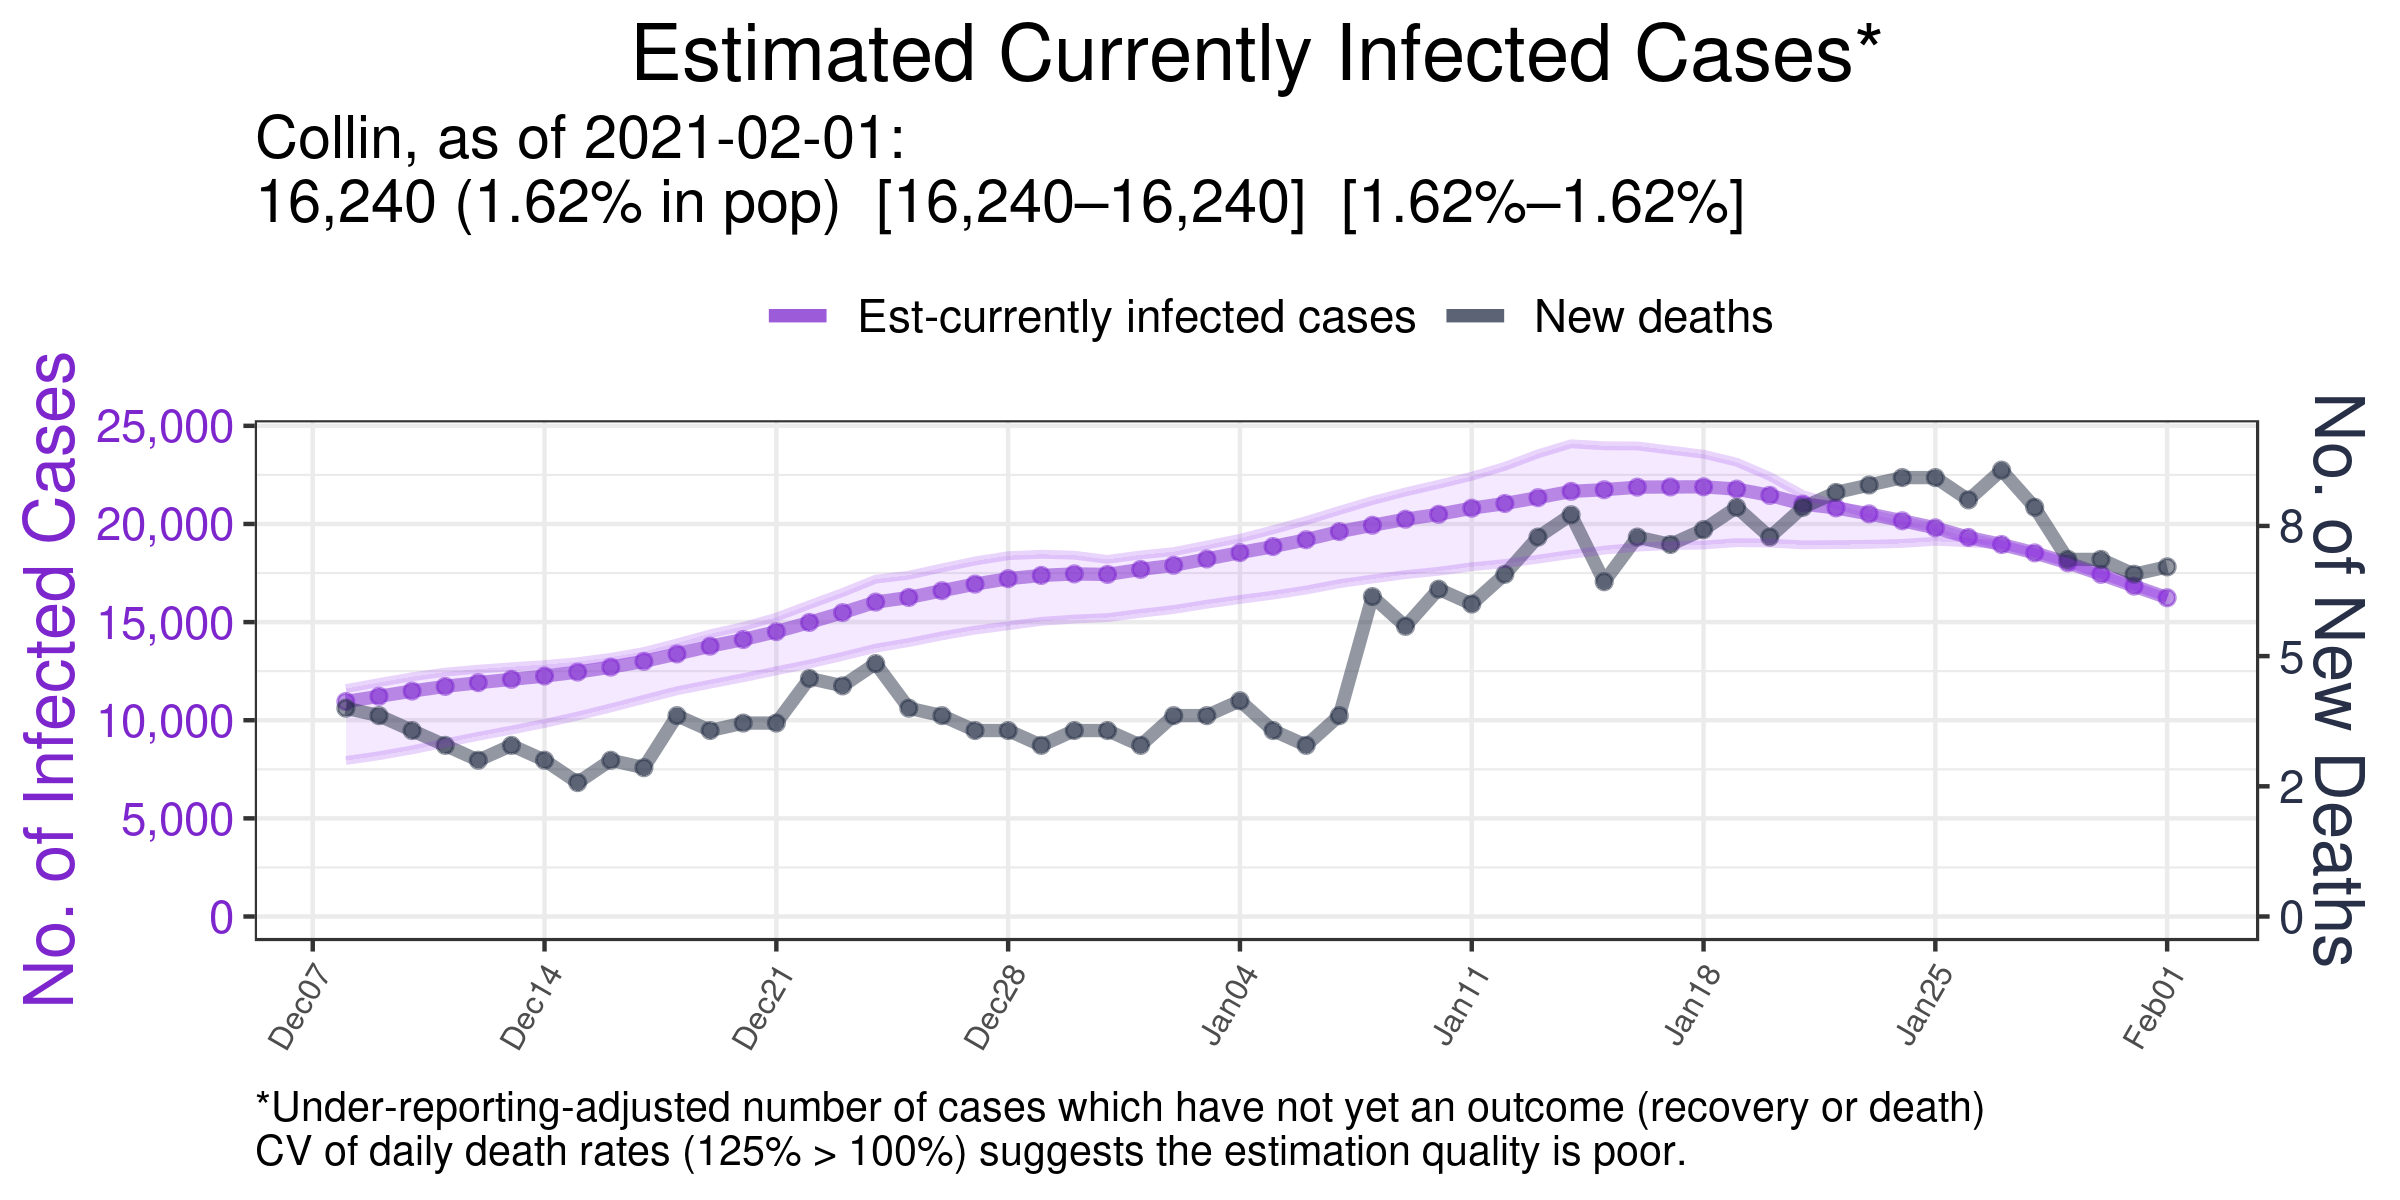 Estimated Currently Infected Cases*
Collin, as of 2021-02-01:
16,240 (1.62% in pop)  [16,240–16,240]  [1.62%–1.62%]
Est-currently infected cases
New deaths
No. of Infected Cases
25,000
20,000
15,000
10,000
5,000
0
No. of New Deaths
8
5
2
0
Dec07
Dec14
Dec21
Dec28
Jan04
Jan11
Jan18
Jan25
Feb01
*Under-reporting-adjusted number of cases which have not yet an outcome (recovery or death)
CV of daily death rates (125% > 100%) suggests the estimation quality is poor.